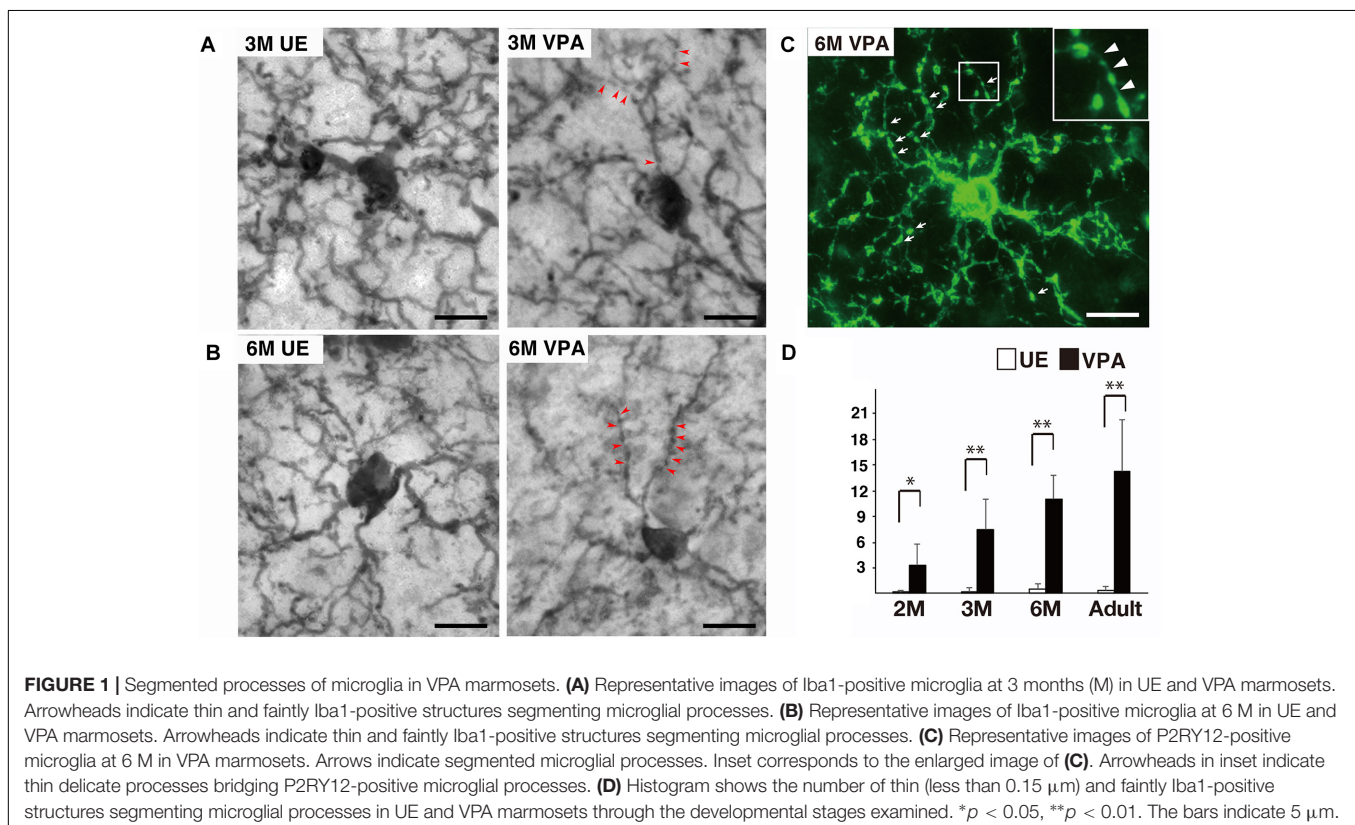 A
3M UE
3M VPA
C
6M VPA
B
6M UE
6M VPA
D
UE VPA
21
18
15
12
9
6
3
*
**
**
**
2M 3M 6M Adult
FIGURE 1 | Segmented processes of microglia in VPA marmosets. (A) Representative images of Iba1-positive microglia at 3 months (M) in UE and VPA marmosets.
Arrowheads indicate thin and faintly Iba1-positive structures segmenting microglial processes. (B) Representative images of Iba1-positive microglia at 6 M in UE and
VPA marmosets. Arrowheads indicate thin and faintly Iba1-positive structures segmenting microglial processes. (C) Representative images of P2RY12-positive
microglia at 6 M in VPA marmosets. Arrows indicate segmented microglial processes. Inset corresponds to the enlarged image of (C). Arrowheads in inset indicate
thin delicate processes bridging P2RY12-positive microglial processes. (D) Histogram shows the number of thin (less than 0.15 μm) and faintly Iba1-positive
structures segmenting microglial processes in UE and VPA marmosets through the developmental stages examined. *p < 0.05, **p < 0.01. The bars indicate 5 μm.